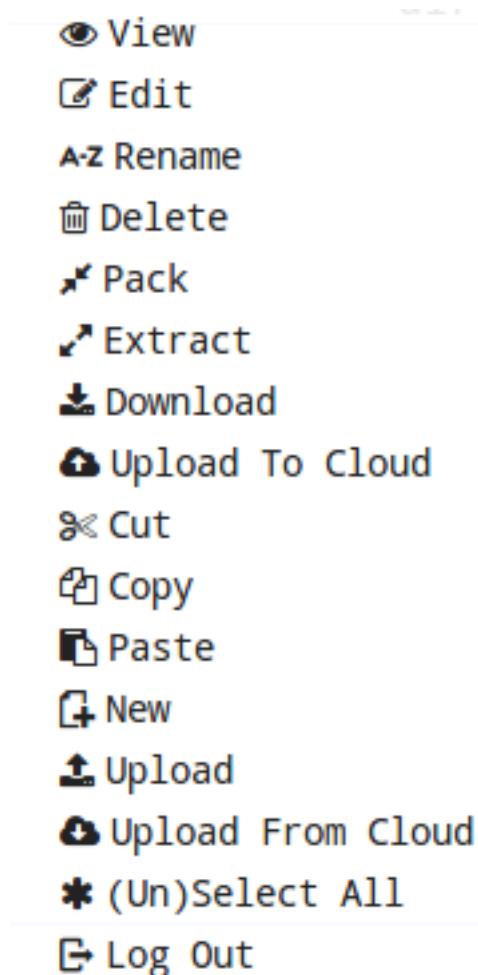 View
Edit
A-Z Rename
Delete
Pack
Extract
Download
Upload To Cloud
Cut
Copy
Paste
New
Upload
Upload From Cloud
(Un)Select All
Log Out